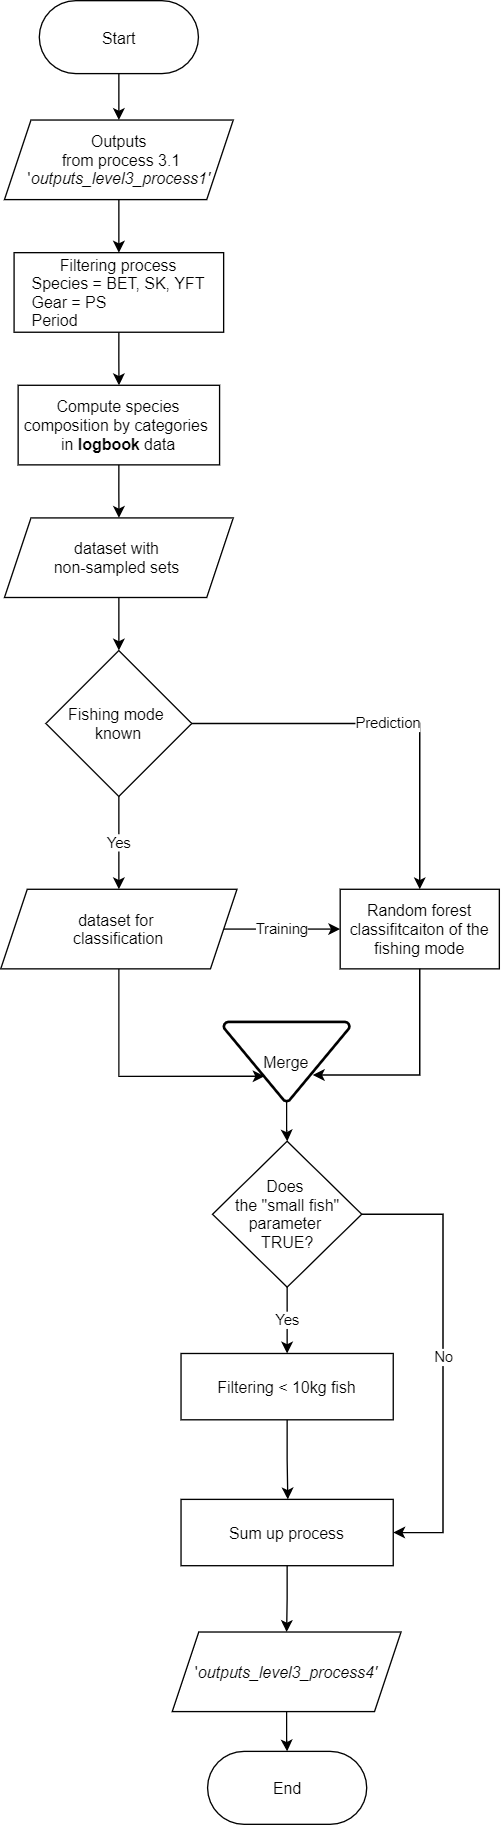 Start
Outputs
from process 3.1
'outputs_level3_process1'
Filtering process
Species = BET, SK, YFT
Gear = PS
Period
Compute species
composition by categories
in logbook data
dataset with
non-sampled sets
Fishing mode
known
Prediction
Yes
dataset for
classification
Training
Random forest
classifitcaiton of the
fishing mode
Merge
Does
the "small fish"
parameter
TRUE?
Yes
No
Filtering < 10kg fish
Sum up process
'outputs_level3_process4'
End